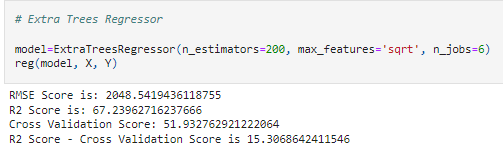 # Extra Trees Regressor
model=ExtraTreesRegressor(n_estimators=200, max_features='sqrt', n_jobs=6)
reg(model, X, Y)
RMSE Score is: 2048.5419436118755
R2 Score is: 67.23962716237666
Cross Validation Score: 51.932762921222064
R2 Score - Cross Validation Score is 15.3068642411546